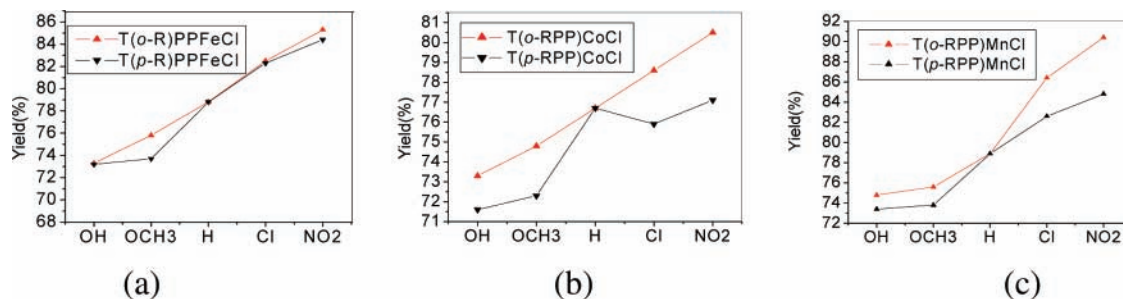 Yield(%)
86
84
82
80
78
76
74
72
70
68
T(o-R)PPFeCl
T(p-R)PPFeCl
OH OCH3 H Cl NO2
(a)
Yield(%)
81
80
79
78
77
76
75
74
73
72
71
T(o-RPP)CoCl
T(p-RPP)CoCl
OH OCH3 H Cl NO2
(b)
Yield(%)
92
90
88
86
84
82
80
78
76
74
72
T(o-RPP)MnCl
T(p-RPP)MnCl
OH OCH3 H Cl NO2
(c)